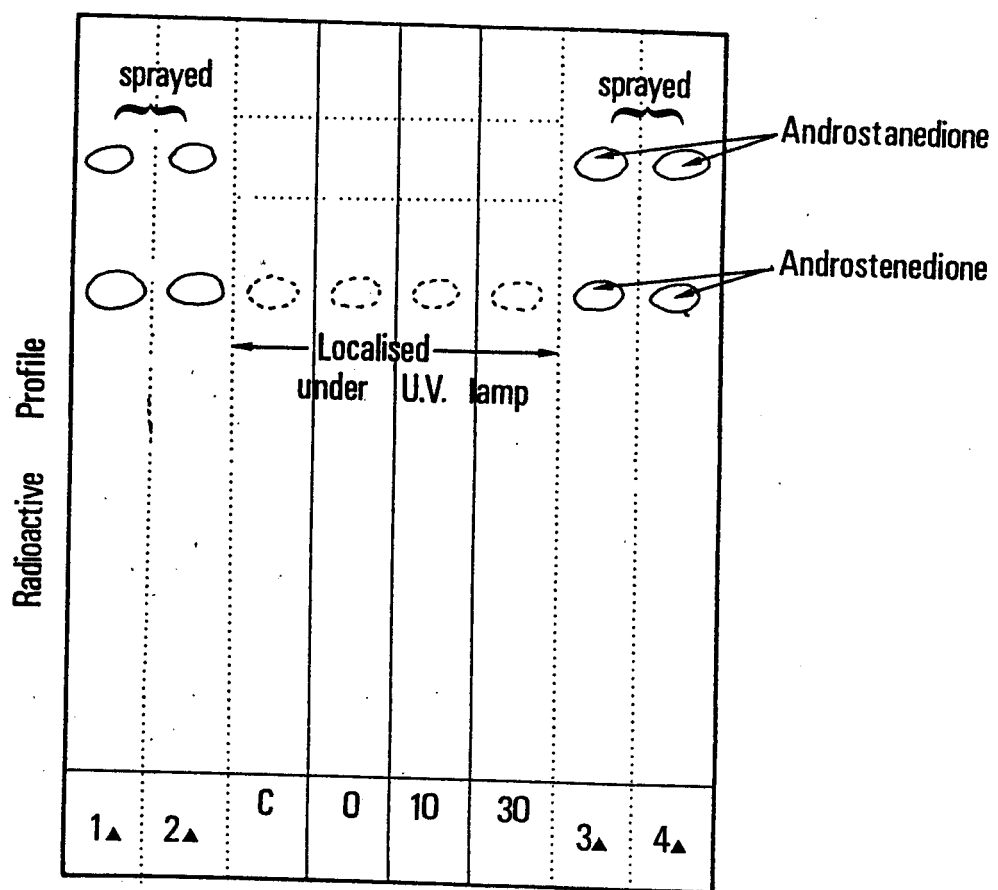 sprayed
sprayed
Androstanedione
Androstenedione
Localised
under U.V. lamp
Radioactive Profile
C 0 10 30
1▲ 2▲ 3▲ 4▲